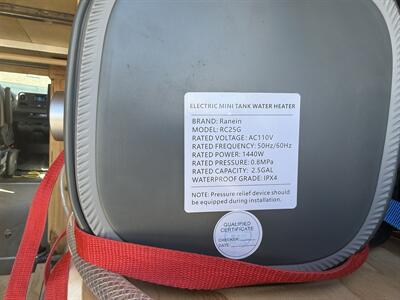 ELECTRIC MINI TANK WATER HEATER
BRAND: Ranein
MODEL: RC25G
RATED VOLTAGE: AC110V
RATED FREQUENCY: 50Hz/60Hz
RATED POWER: 1440W
RATED PRESSURE: 0.8MPa
RATED CAPACITY: 2.5GAL
WATERPROOF GRADE: IPX4
NOTE: Pressure relief device should
be equipped during installation.
QUALIFIED
CERTIFICATE
CHECKER: